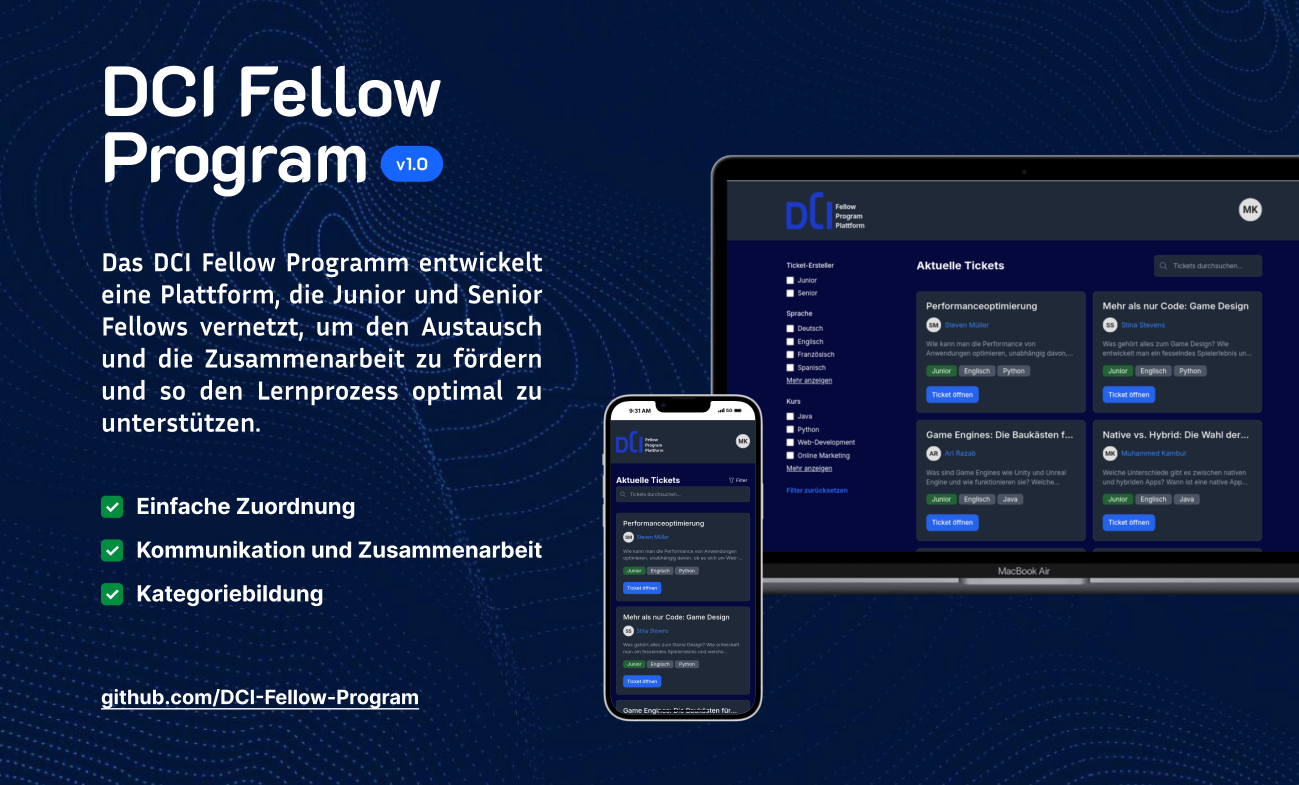 DCI Fellow
Program v1.0
Das DCI Fellow Programm entwickelt
eine Plattform, die Junior und Senior
Fellows vernetzt, um den Austausch
und die Zusammenarbeit zu fördern
und so den Lernprozess optimal zu
unterstützen.
Einfache Zuordnung
Kommunikation und Zusammenarbeit
Kategoriebildung
github.com/DCI-Fellow-Program
9:31 AM
5G
DCI
Fellow
Program
Plattform
MK
Aktuelle Tickets
Filter
Tickets durchsuchen...
Performanceoptimierung
SM Steven Müller
Wie kann man die Performance von Anwendungen
optimieren, unabhängig davon, ob es sich um Web-...
Junior Englisch Python
Ticket öffnen
Mehr als nur Code: Game Design
SS Stina Stevens
Was gehört alles zum Game Design? Wie entwickelt
man ein fesselndes Spielerlebnis und welche...
Junior Englisch Python
Ticket öffnen
Game Engines: Die Baukästen für...
DCI
Fellow
Program
Plattform
MK
Ticket-Ersteller
Junior
Senior
Sprache
Deutsch
Englisch
Französisch
Spanisch
Mehr anzeigen
Kurs
Java
Python
Web-Development
Online Marketing
Mehr anzeigen
Filter zurücksetzen
Aktuelle Tickets
Tickets durchsuchen...
Performanceoptimierung
SM Steven Müller
Wie kann man die Performance von
Anwendungen optimieren, unabhängig davon,...
Junior Englisch Python
Ticket öffnen
Mehr als nur Code: Game Design
SS Stina Stevens
Was gehört alles zum Game Design? Wie
entwickelt man ein fesselndes Spielerlebnis un...
Junior Englisch Python
Ticket öffnen
Game Engines: Die Baukästen f...
AR Ari Razab
Was sind Game Engines wie Unity und Unreal
Engine und wie funktionieren sie? Welche...
Junior Englisch Java
Ticket öffnen
Native vs. Hybrid: Die Wahl der...
MK Muhammed Kambur
Welche Unterschiede gibt es zwischen nativen
und hybriden Apps? Wann ist eine native App...
Junior Englisch Java
Ticket öffnen
MacBook Air